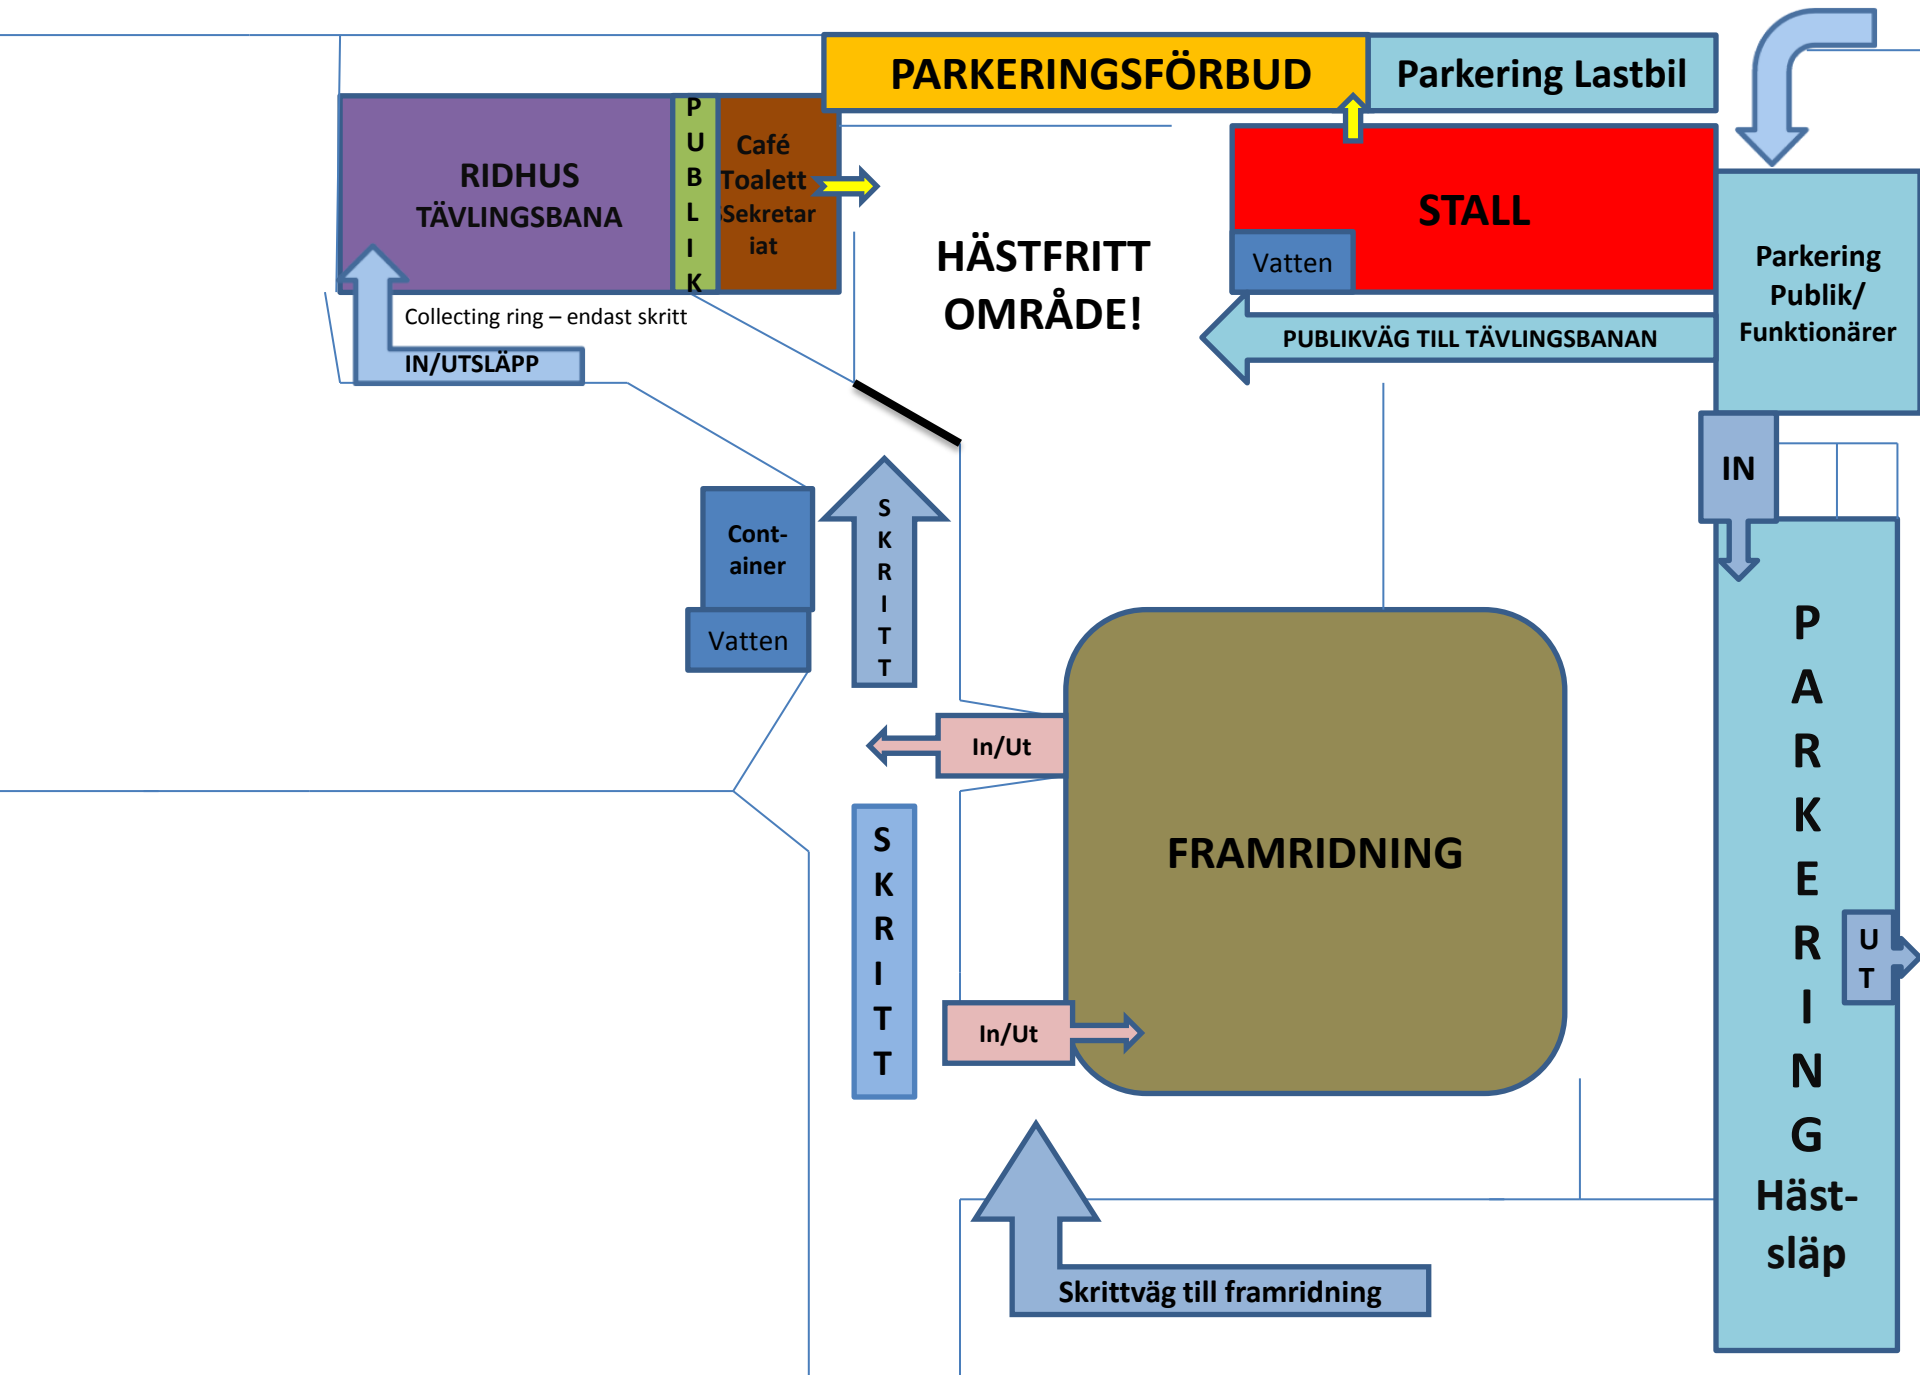 PARKERINGSFÖRBUD
Parkering Lastbil
RIDHUS
TÄVLINGSBANA
P
U
B
L
I
K
Café
Toalett
Sekretar
iat
HÄSTFRITT
OMRÅDE!
STALL
Vatten
Parkering
Publik/
Funktionärer
Collecting ring – endast skritt
IN/UTSLÄPP
PUBLIKVÄG TILL TÄVLINGSBANAN
IN
Cont-
ainer
Vatten
S
K
R
I
T
T
In/Ut
FRAMRIDNING
S
K
R
I
T
T
In/Ut
P
A
R
K
E
R
I
N
G
Häst-
släp
U
T
Skrittväg till framridning